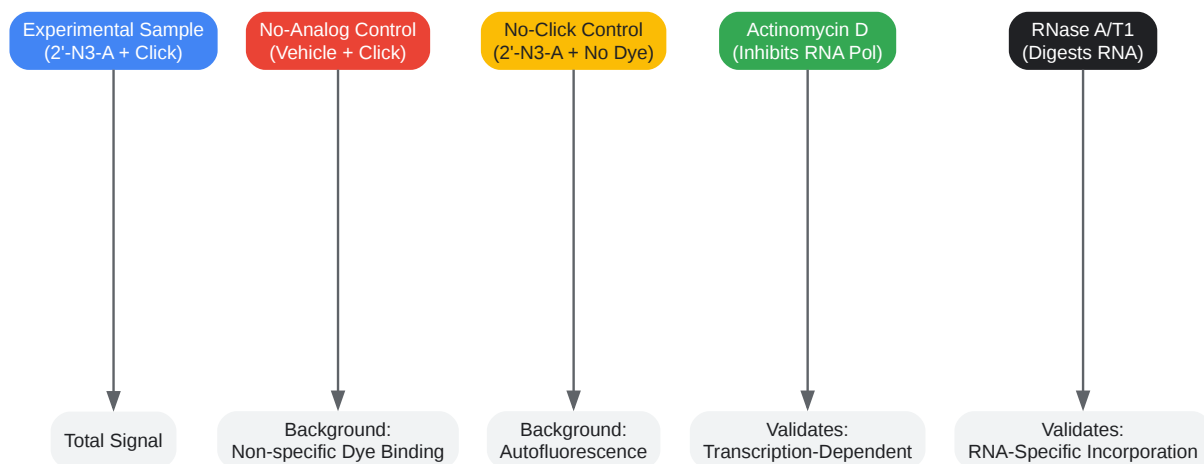 Experimental Sample
(2'-N3-A + Click)
No-Analog Control
(Vehicle + Click)
No-Click Control
(2'-N3-A + No Dye)
Actinomycin D
(Inhibits RNA Pol)
RNase A/T1
(Digests RNA)
Total Signal
Background:
Non-specific Dye Binding
Background:
Autofluorescence
Validates:
Transcription-Dependent
Validates:
RNA-Specific Incorporation